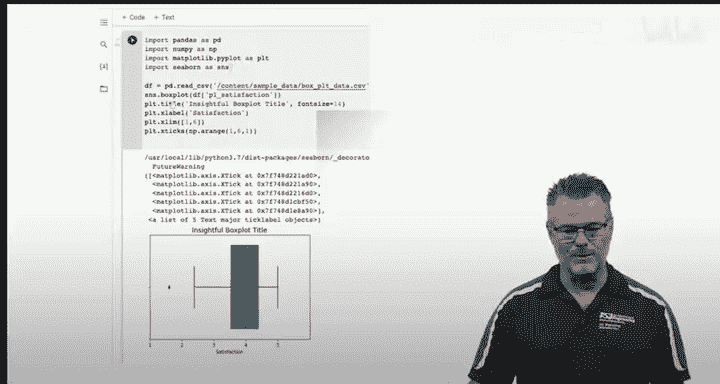 + Code + Text
import pandas as pd
import numpy as np
import matplotlib.pyplot as plt
import seaborn as sns
df = pd.read_csv('/content/sample_data/box_plt_data.csv'
sns.boxplot(df['pl_satisfaction'])
plt.title('Insightful Boxplot Title', fontsize=14)
plt.xlabel('Satisfaction')
plt.xlim([1,6])
plt.xticks(np.arange(1,6,1))
/usr/local/lib/python3.7/dist-packages/seaborn/_decorato
FutureWarning
([<matplotlib.axis.XTick at 0x7f748d221ad0>,
<matplotlib.axis.XTick at 0x7f748d221a90>,
<matplotlib.axis.XTick at 0x7f748d2216d0>,
<matplotlib.axis.XTick at 0x7f748d1cbf50>,
<matplotlib.axis.XTick at 0x7f748d1e8a90>],
<a list of 5 Text major ticklabel objects>)
Insightful Boxplot Title
1 2 3 4 5
Satisfaction